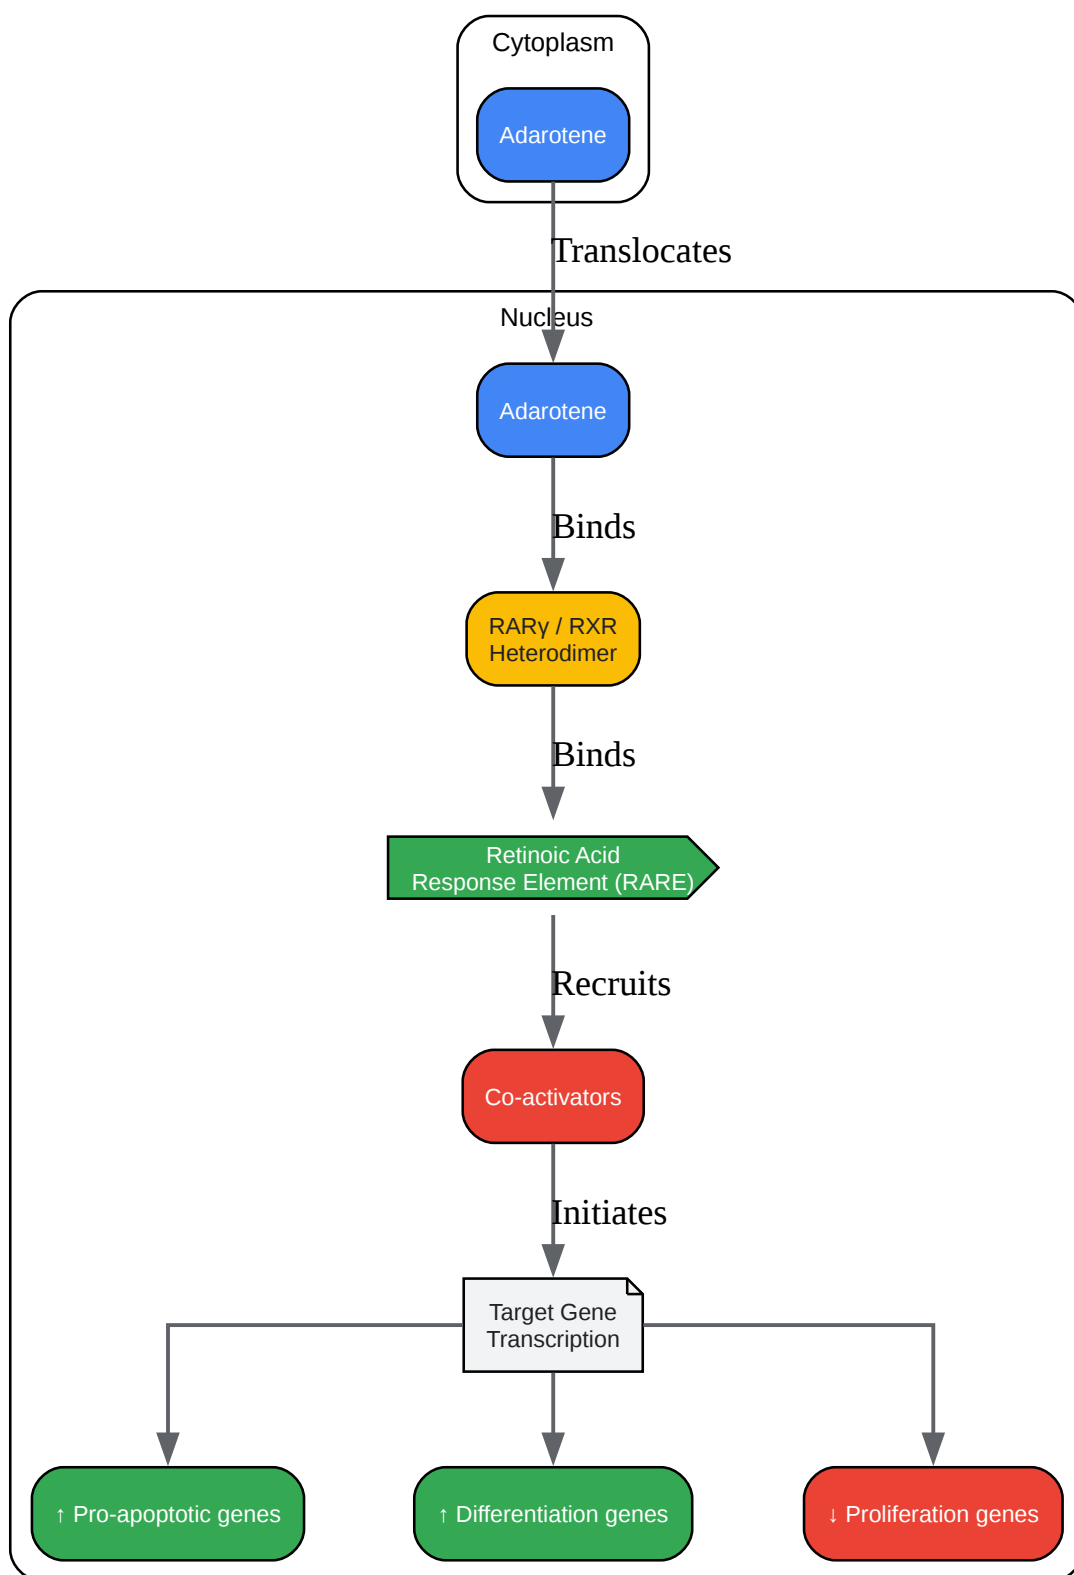 Cytoplasm
Adarotene
Translocates
Nucleus
Adarotene
Binds
RARγ / RXR
Heterodimer
Binds
Retinoic Acid
Response Element (RARE)
Recruits
Co-activators
Initiates
Target Gene
Transcription
↑ Pro-apoptotic genes
↑ Differentiation genes
↓ Proliferation genes